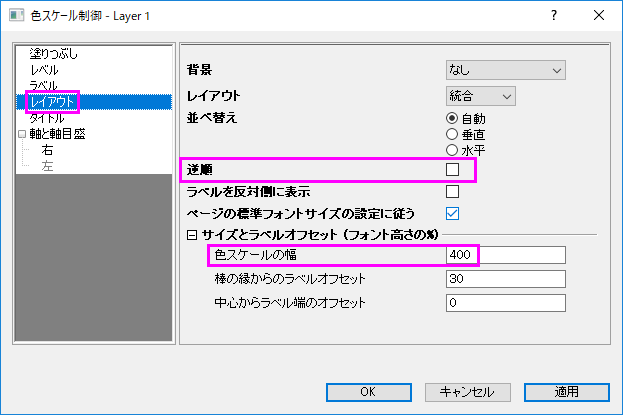 色スケール制御 - Layer 1
塗りつぶし
レベル
ラベル
レイアウト
タイトル
軸と軸目盛
右
左
背景 なし
レイアウト 統合
並べ替え 自動
垂直
水平
逆順
ラベルを反対側に表示
ページの標準フォントサイズの設定に従う
サイズとラベルオフセット (フォント高さの%)
色スケールの幅 400
棒の縁からのラベルオフセット 30
中心からラベル端のオフセット 0
OK キャンセル 適用